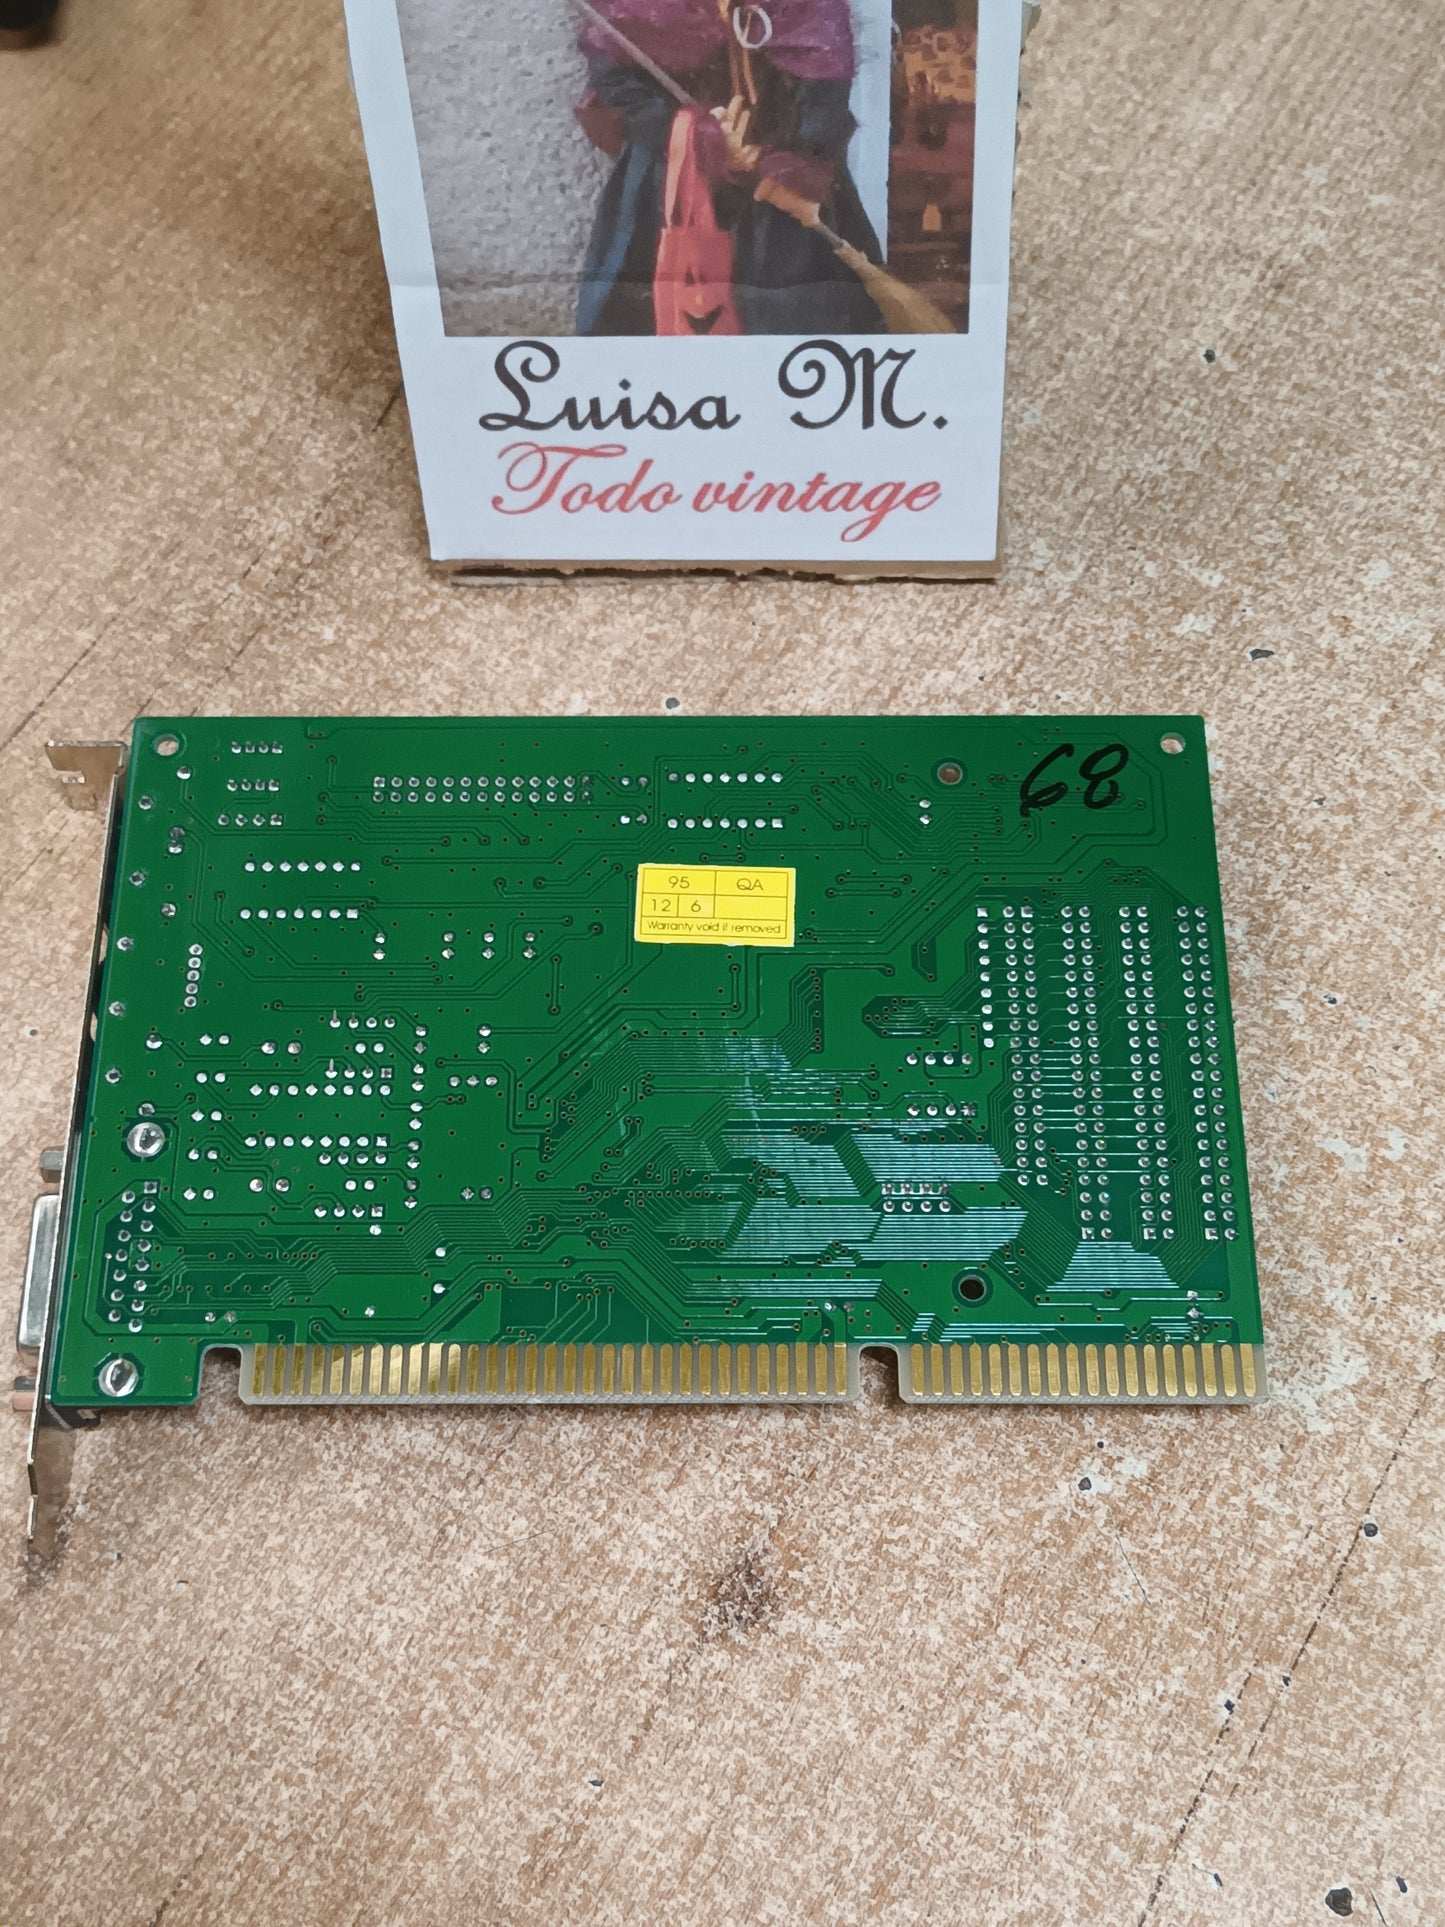 Luisa M.
Todo vintage
68
95 QA
12 6
Warranty void if removed